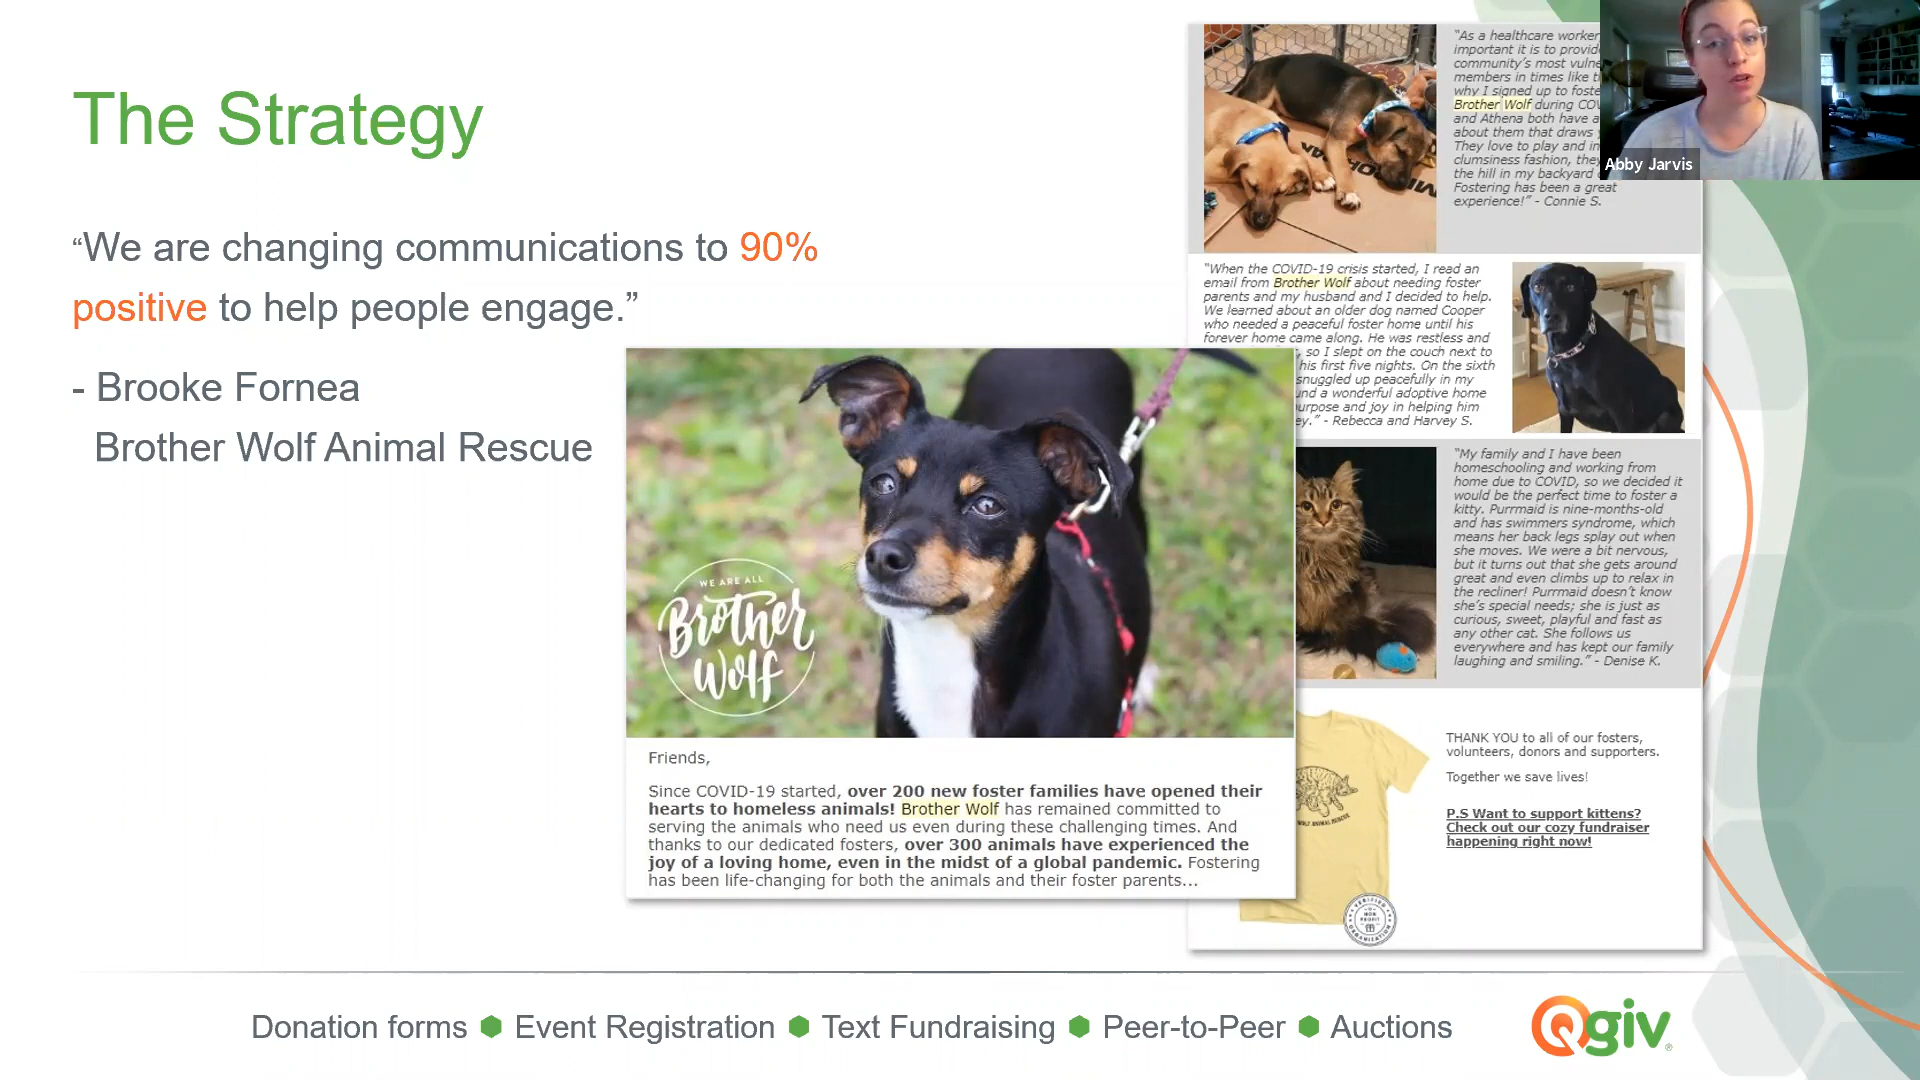 The Strategy
“We are changing communications to 90%
positive to help people engage.”
- Brooke Fornea
Brother Wolf Animal Rescue
WE ARE ALL
Brother
Wolf
Friends,
Since COVID-19 started, over 200 new foster families have opened their
hearts to homeless animals! Brother Wolf has remained committed to
serving the animals who need us even during these challenging times. And
thanks to our dedicated fosters, over 300 animals have experienced the
joy of a loving home, even in the midst of a global pandemic. Fostering
has been life-changing for both the animals and their foster parents...
“As a healthcare worker
important it is to provid
community’s most vulne
members in times like t
why I signed up to foste
Brother Wolf during CO
and Athena both have a
about them that draws
They love to play and in
clumsiness fashion, they
the hill in my backyard
Fostering has been a great
experience!” - Connie S.
Abby Jarvis
“When the COVID-19 crisis started, I read an
email from Brother Wolf about needing foster
parents and my husband and I decided to help.
We learned about an older dog named Cooper
who needed a peaceful foster home until his
forever home came along. He was restless and
, so I slept on the couch next to
his first five nights. On the sixth
snuggled up peacefully in my
und a wonderful adoptive home
urpose and joy in helping him
ey.” - Rebecca and Harvey S.
“My family and I have been
homeschooling and working from
home due to COVID, so we decided it
would be the perfect time to foster a
kitty. Purrmaid is nine-months-old
and has swimmers syndrome, which
means her back legs splay out when
she moves. We were a bit nervous,
but it turns out that she gets around
great and even climbs up to relax in
the recliner! Purrmaid doesn’t know
she’s special needs; she is just as
curious, sweet, playful and fast as
any other cat. She follows us
everywhere and has kept our family
laughing and smiling.” - Denise K.
WOLF ANIMAL RESCUE
THANK YOU to all of our fosters,
volunteers, donors and supporters.
Together we save lives!
P.S Want to support kittens?
Check out our cozy fundraiser
happening right now!
VERIFIED
NON
PROFIT
ORGANIZATION
Donation forms Event Registration Text Fundraising Peer-to-Peer Auctions
Qgiv